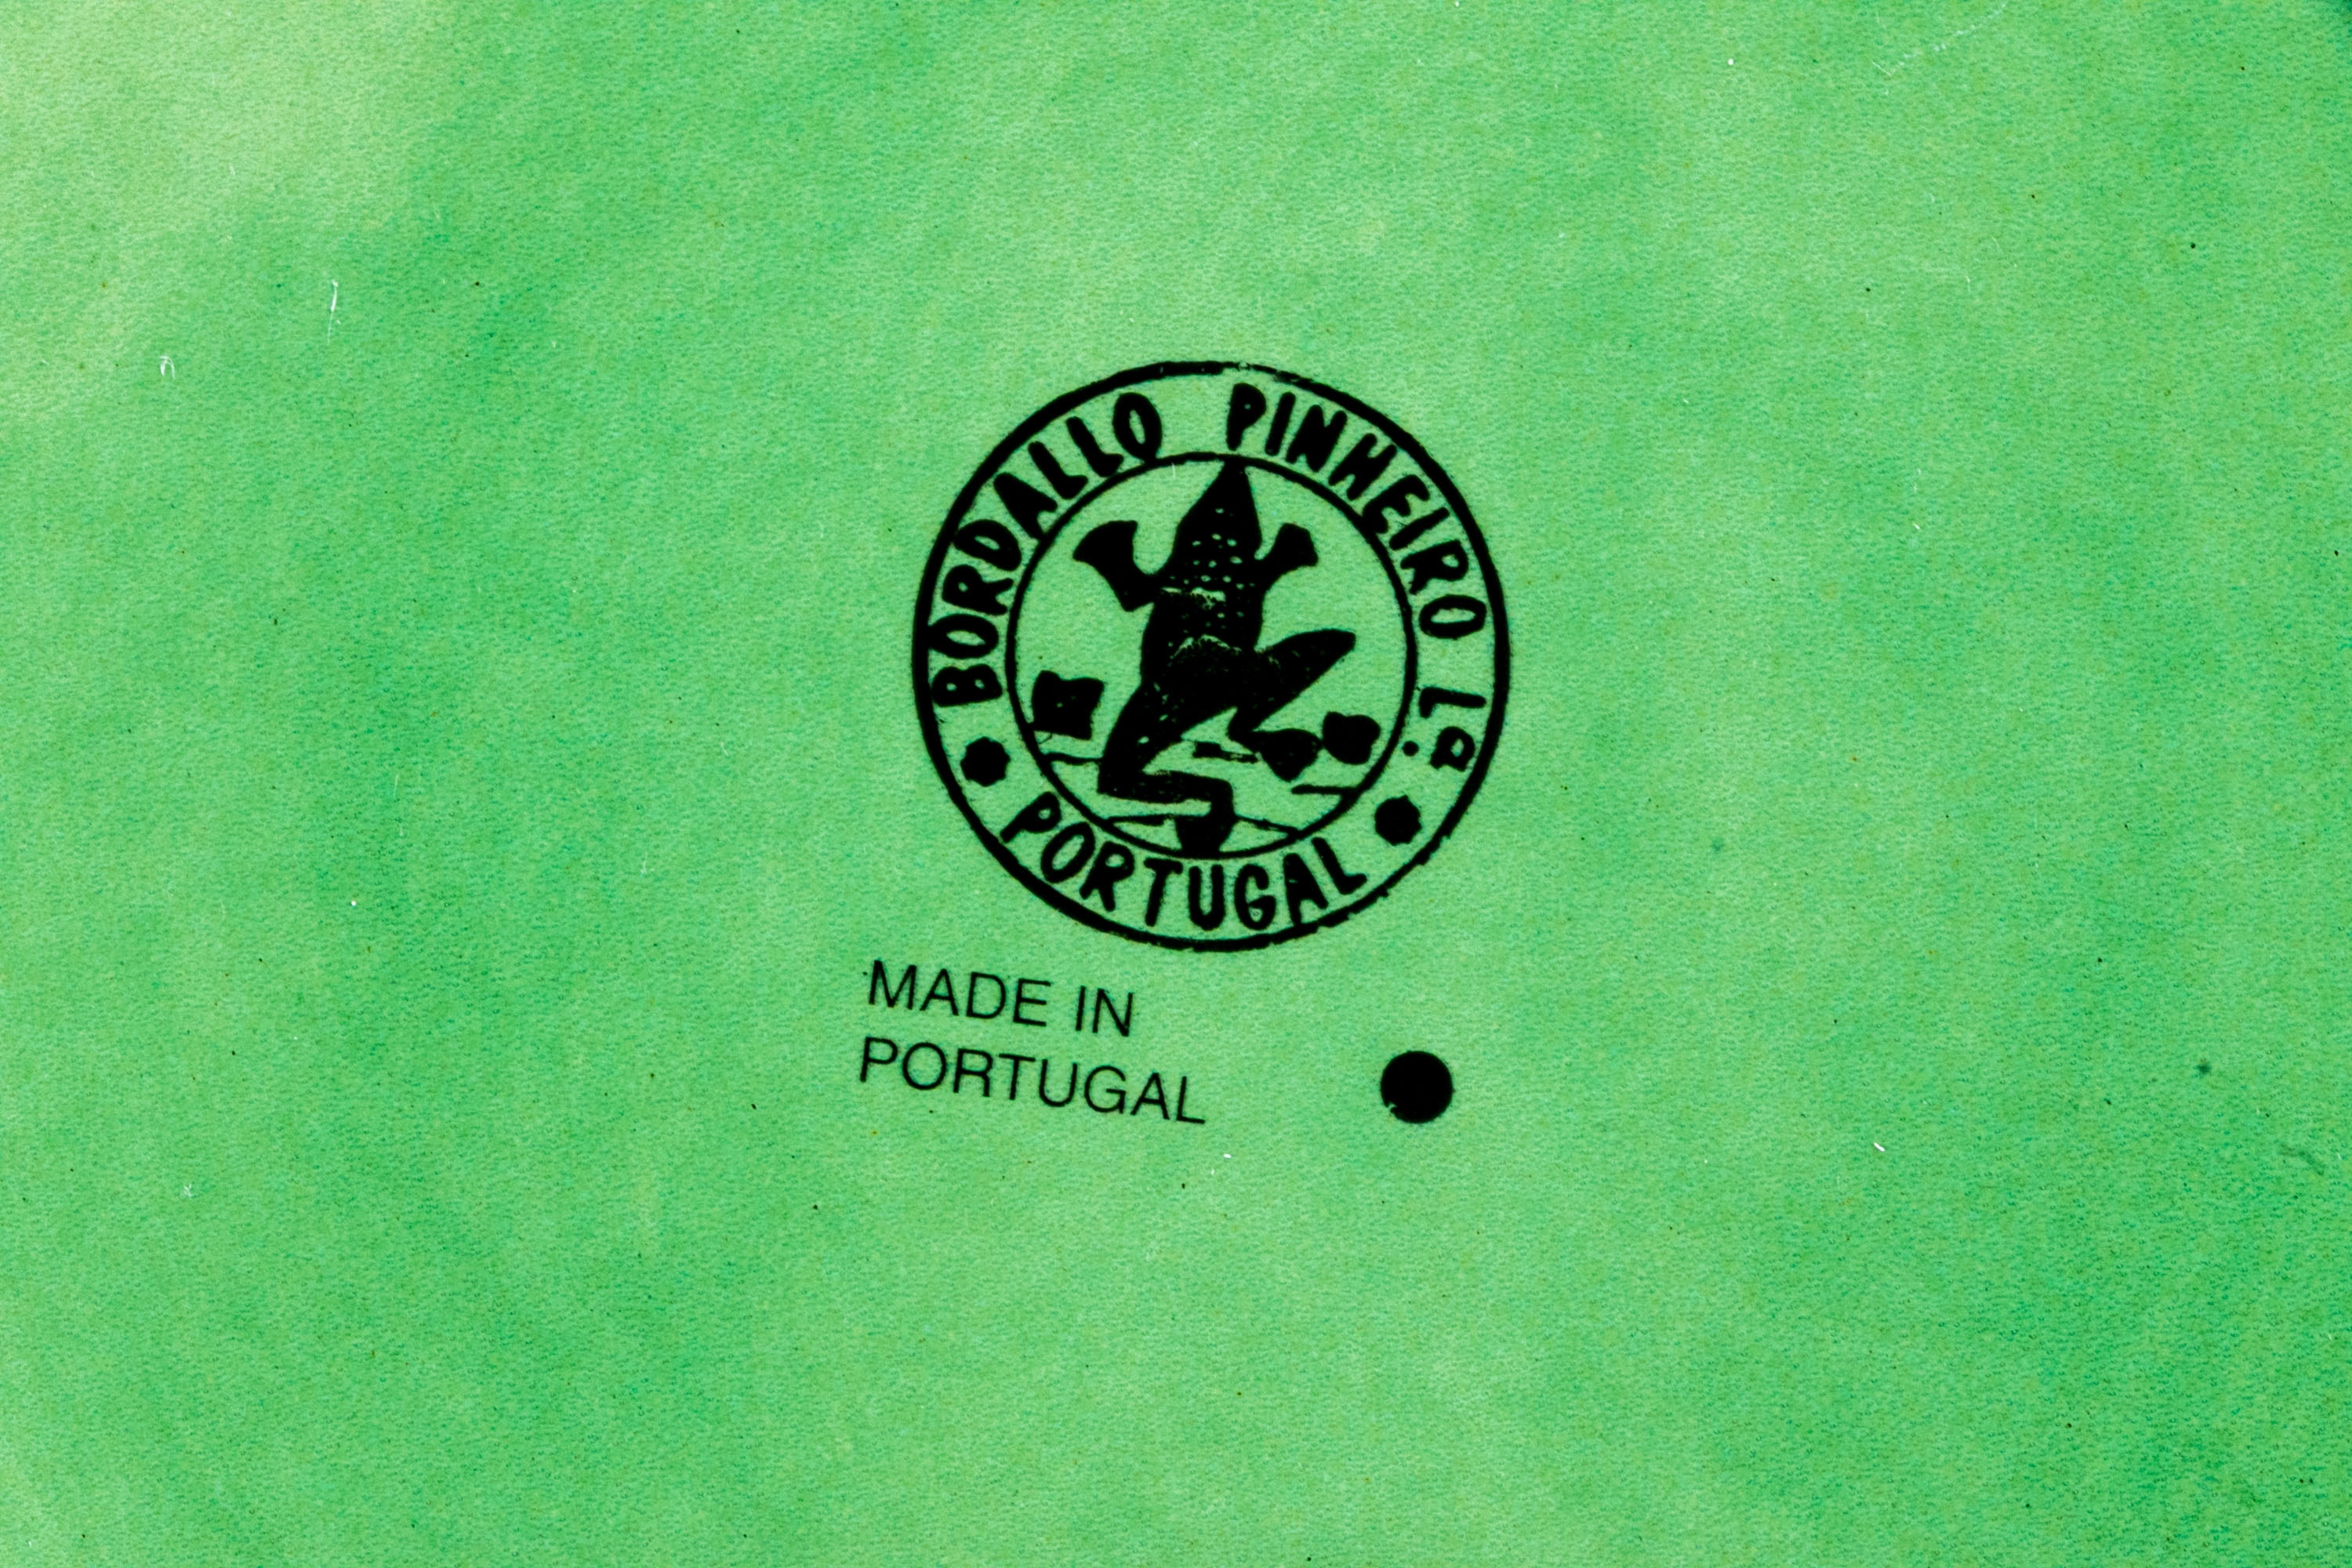 BORDALLO PINHEIRO Lª.
PORTUGAL
MADE IN
PORTUGAL